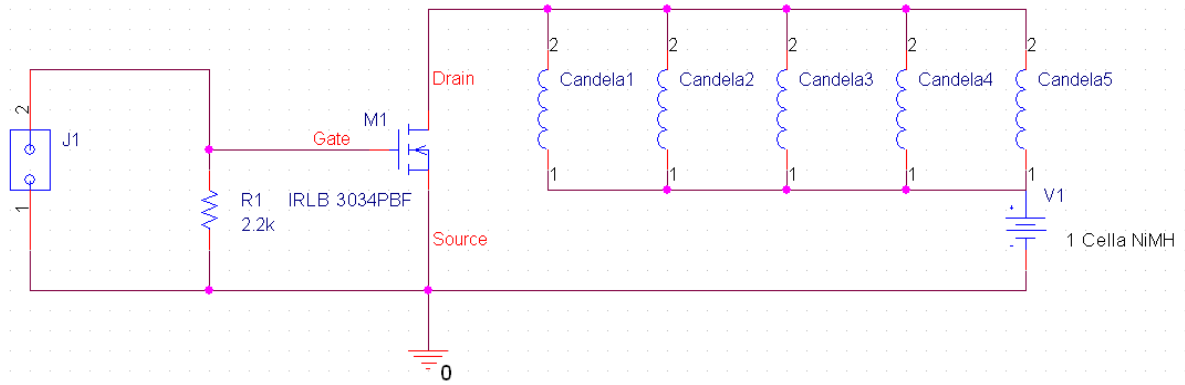 2 2 2 2 2
Drain Candela1 Candela2 Candela3 Candela4 Candela5
2
M1
J1 Gate
1 1 1 1 1
R1 IRLB 3034PBF V1
2.2k
1
Source 1 Cella NiMH
0